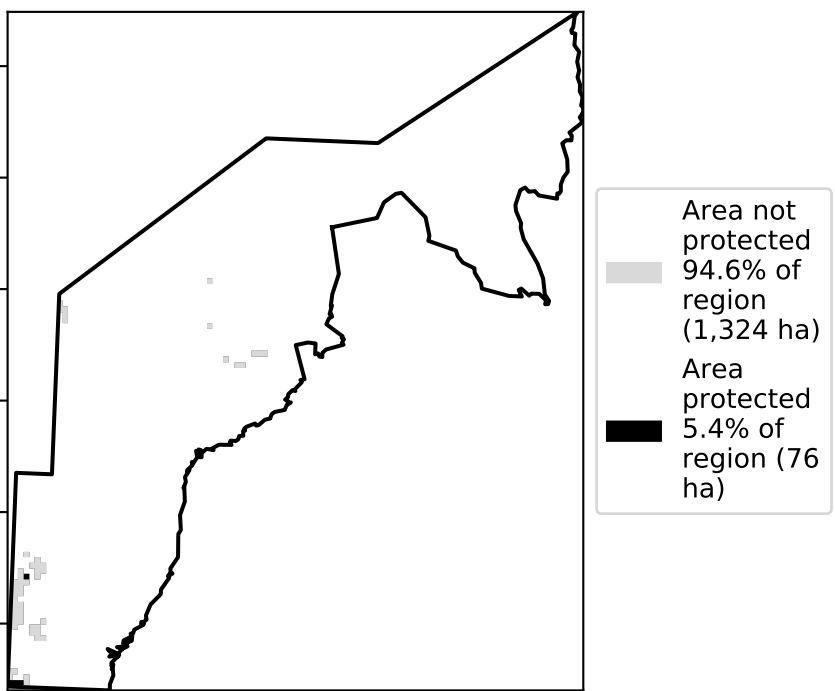 Area not
protected
94.6% of
region
(1,324 ha)
Area
protected
5.4% of
region (76
ha)